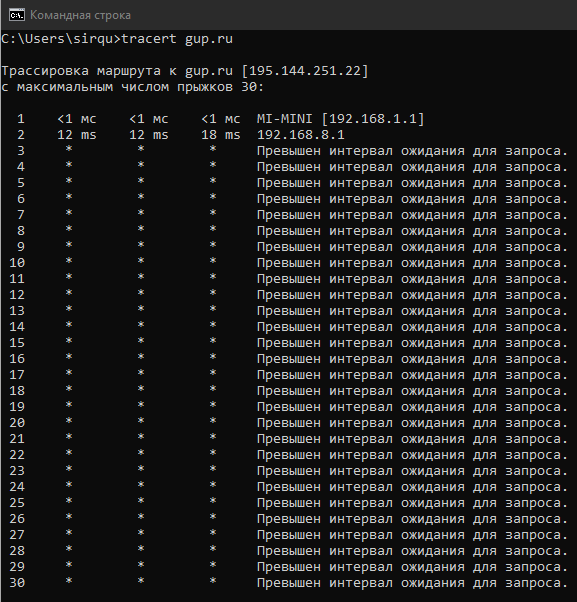 Командная строка
C:\Users\sirqu>tracert gup.ru
Трассировка маршрута к gup.ru [195.144.251.22]
с максимальным числом прыжков 30:
1 <1 мс <1 мс <1 мс MI-MINI [192.168.1.1]
2 12 ms 12 ms 18 ms 192.168.8.1
3 * * * Превышен интервал ожидания для запроса.
4 * * * Превышен интервал ожидания для запроса.
5 * * * Превышен интервал ожидания для запроса.
6 * * * Превышен интервал ожидания для запроса.
7 * * * Превышен интервал ожидания для запроса.
8 * * * Превышен интервал ожидания для запроса.
9 * * * Превышен интервал ожидания для запроса.
10 * * * Превышен интервал ожидания для запроса.
11 * * * Превышен интервал ожидания для запроса.
12 * * * Превышен интервал ожидания для запроса.
13 * * * Превышен интервал ожидания для запроса.
14 * * * Превышен интервал ожидания для запроса.
15 * * * Превышен интервал ожидания для запроса.
16 * * * Превышен интервал ожидания для запроса.
17 * * * Превышен интервал ожидания для запроса.
18 * * * Превышен интервал ожидания для запроса.
19 * * * Превышен интервал ожидания для запроса.
20 * * * Превышен интервал ожидания для запроса.
21 * * * Превышен интервал ожидания для запроса.
22 * * * Превышен интервал ожидания для запроса.
23 * * * Превышен интервал ожидания для запроса.
24 * * * Превышен интервал ожидания для запроса.
25 * * * Превышен интервал ожидания для запроса.
26 * * * Превышен интервал ожидания для запроса.
27 * * * Превышен интервал ожидания для запроса.
28 * * * Превышен интервал ожидания для запроса.
29 * * * Превышен интервал ожидания для запроса.
30 * * * Превышен интервал ожидания для запроса.